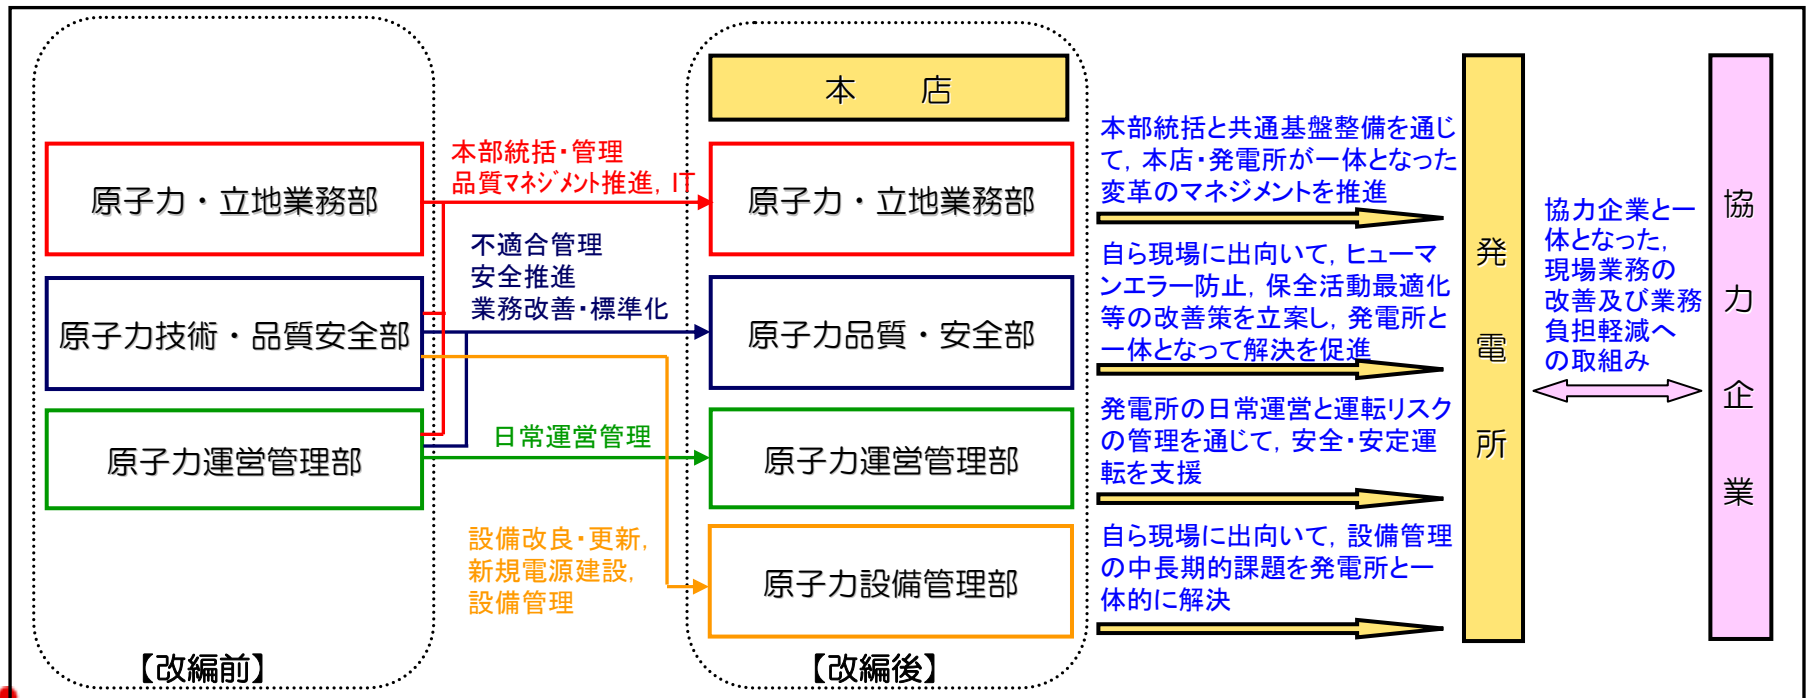 原子力・立地業務部
原子力技術・品質安全部
原子力運営管理部
【改編前】
本部統括・管理
品質マネジメント推進, IT
不適合管理
安全推進
業務改善・標準化
日常運営管理
設備改良・更新,
新規電源建設,
設備管理
本　　店
原子力・立地業務部
原子力品質・安全部
原子力運営管理部
原子力設備管理部
【改編後】
本部統括と共通基盤整備を通じ
て, 本店・発電所が一体となった
変革のマネジメントを推進
自ら現場に出向いて, ヒューマ
ンエラー防止, 保全活動最適化
等の改善策を立案し, 発電所と
一体となって解決を促進
発電所の日常運営と運転リスク
の管理を通じて, 安全・安定運
転を支援
自ら現場に出向いて, 設備管理
の中長期的課題を発電所と一
体的に解決
発電所
協力企業と一
体となった,
現場業務の
改善及び業務
負担軽減へ
の取組み
協力企業